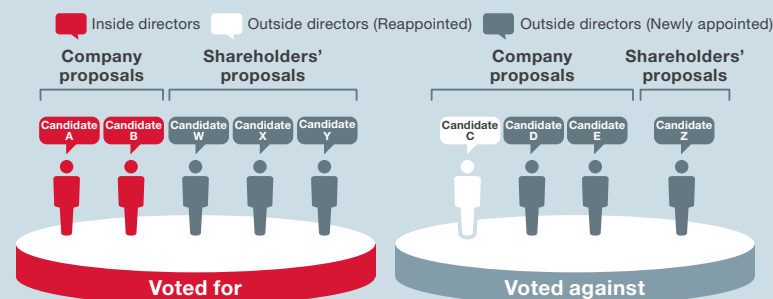 Inside directors
Outside directors (Reappointed)
Outside directors (Newly appointed)
Company
proposals
Shareholders’
proposals
Candidate
A
Candidate
B
Candidate
W
Candidate
X
Candidate
Y
Voted for
Company
proposals
Shareholders’
proposals
Candidate
C
Candidate
D
Candidate
E
Candidate
Z
Voted against